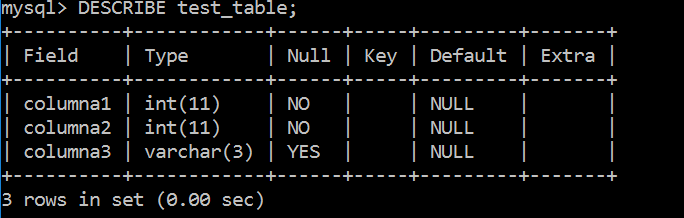 mysql> DESCRIBE test_table;
+----------+------------+------+-----+---------+-------+
| Field    | Type       | Null | Key | Default | Extra |
+----------+------------+------+-----+---------+-------+
| columna1 | int(11)    | NO   |     | NULL    |       |
| columna2 | int(11)    | NO   |     | NULL    |       |
| columna3 | varchar(3) | YES  |     | NULL    |       |
+----------+------------+------+-----+---------+-------+
3 rows in set (0.00 sec)